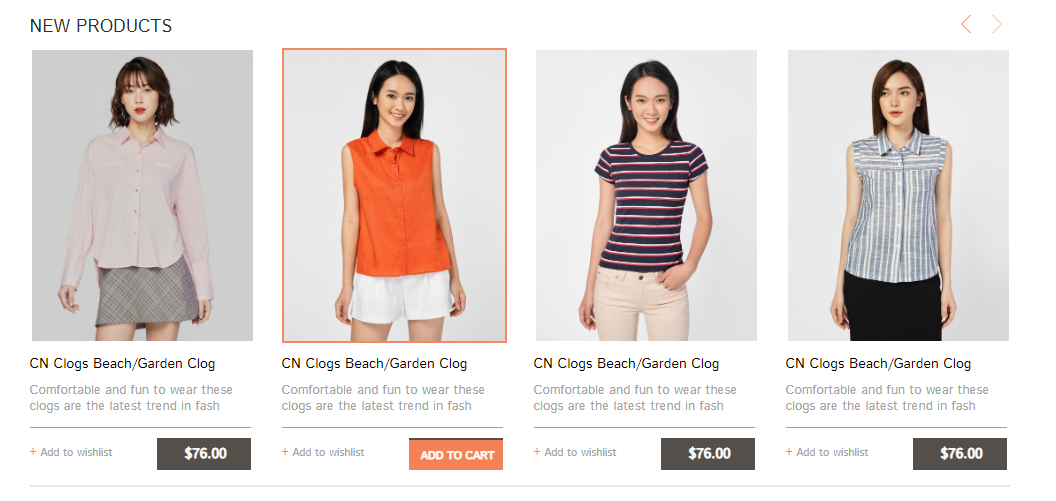 NEW PRODUCTS
CN Clogs Beach/Garden Clog
Comfortable and fun to wear these
clogs are the latest trend in fash
+ Add to wishlist
$76.00
CN Clogs Beach/Garden Clog
Comfortable and fun to wear these
clogs are the latest trend in fash
+ Add to wishlist
ADD TO CART
CN Clogs Beach/Garden Clog
Comfortable and fun to wear these
clogs are the latest trend in fash
+ Add to wishlist
$76.00
CN Clogs Beach/Garden Clog
Comfortable and fun to wear these
clogs are the latest trend in fash
+ Add to wishlist
$76.00